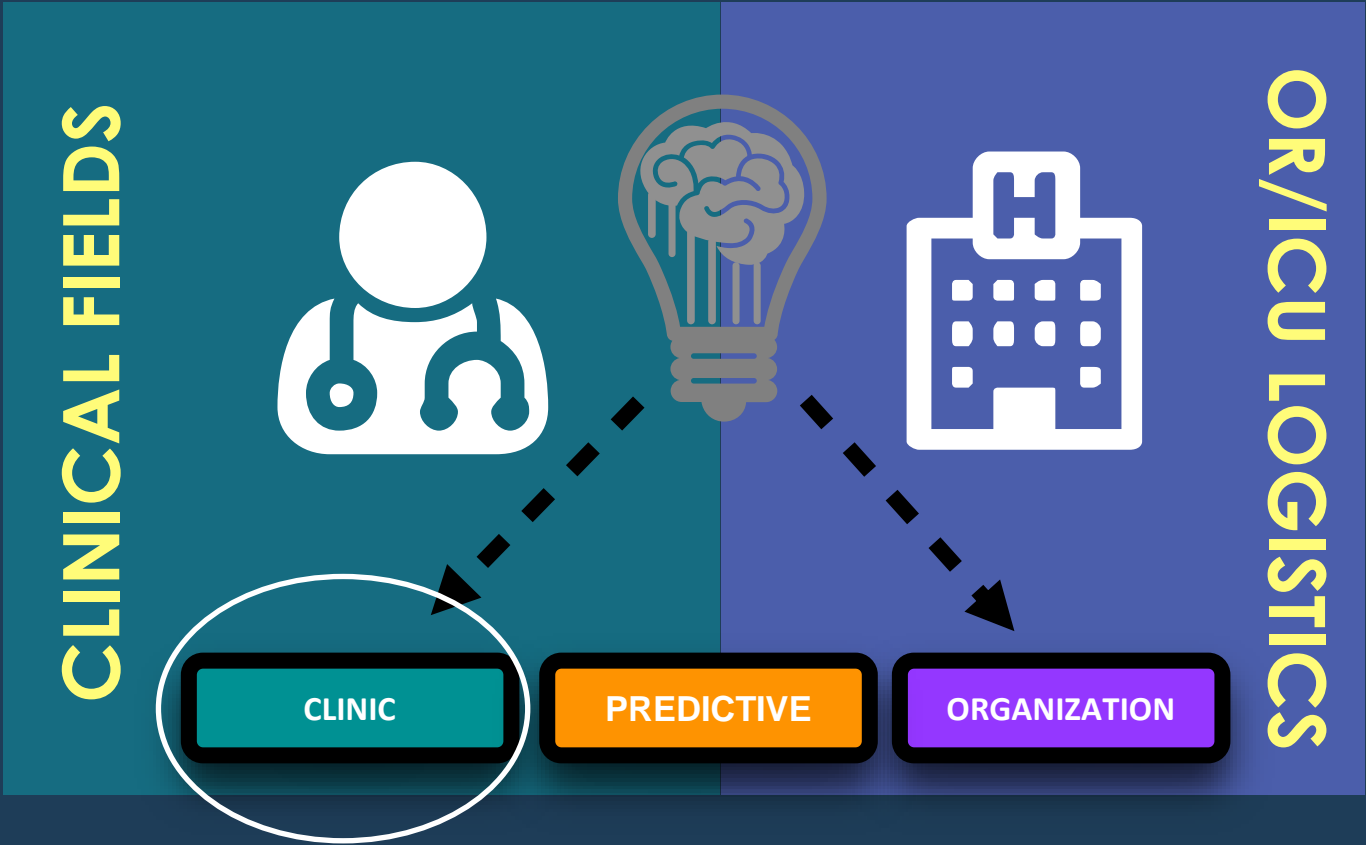 CLINICAL FIELDS
H
OR/ICU LOGISTICS
CLINIC
PREDICTIVE
ORGANIZATION